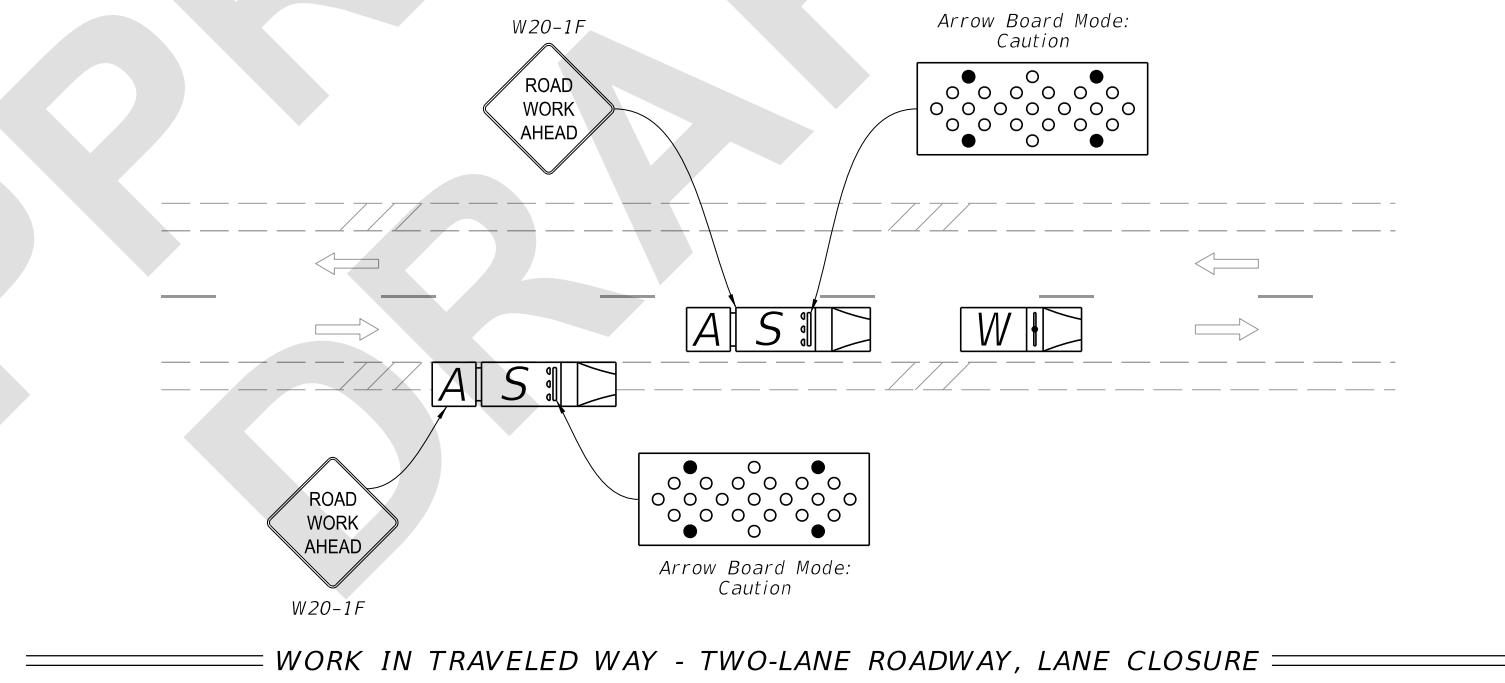 W20-1F
ROAD
WORK
AHEAD
Arrow Board Mode:
Caution
A S
W
A S
ROAD
WORK
AHEAD
W20-1F
Arrow Board Mode:
Caution
WORK IN TRAVELED WAY - TWO-LANE ROADWAY, LANE CLOSURE